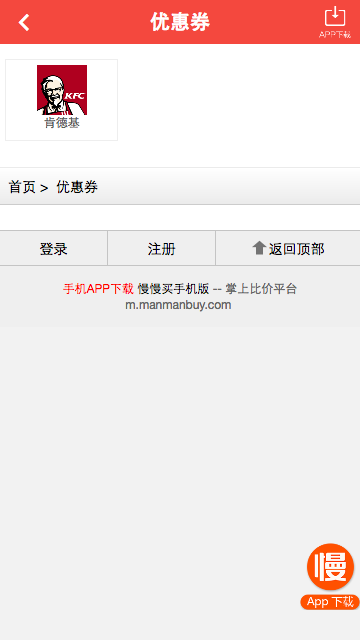 优惠券
APP下载
KFC
肯德基
首页 > 优惠券
登录
注册
返回顶部
手机APP下载 慢慢买手机版 -- 掌上比价平台
m.manmanbuy.com
慢
App 下载